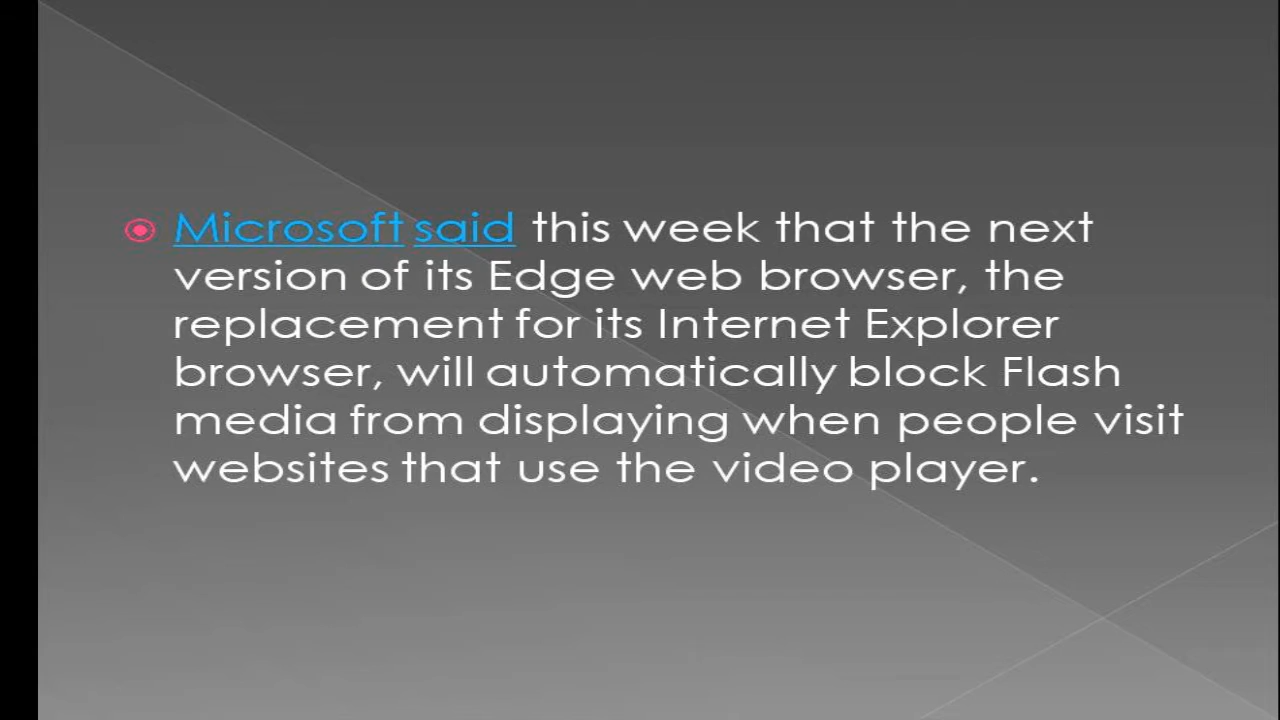 Microsoft said this week that the next
version of its Edge web browser, the
replacement for its Internet Explorer
browser, will automatically block Flash
media from displaying when people visit
websites that use the video player.